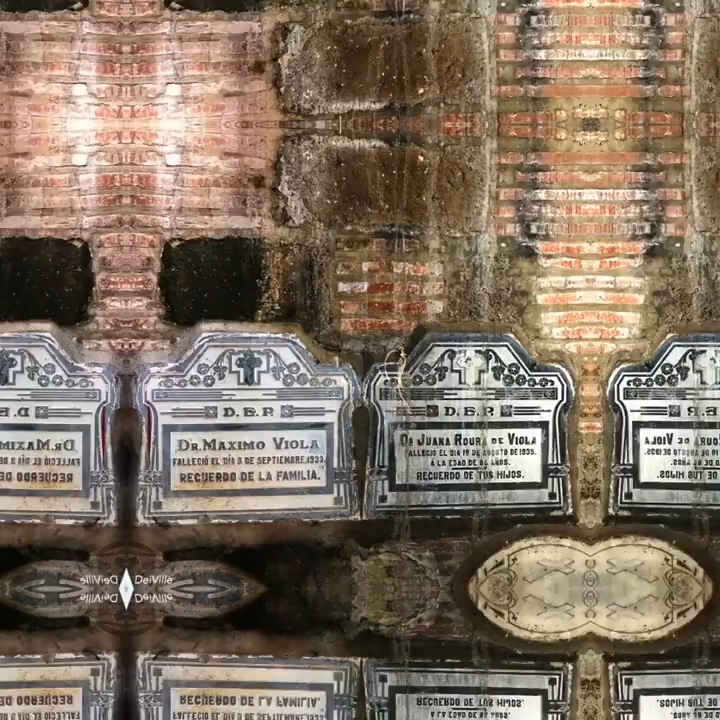 D.E.P.
DR. MAXIMO VIOLA
FALLECIÓ EL DÍA 3 DE SEPTIEMBRE, 1933.
RECUERDO DE LA FAMILIA.
D.E.P.
DA JUANA ROURA DE VIOLA
FALLECIÓ EL DÍA 19 DE AGOSTO DE 1935.
A LA EDAD DE 84 AÑOS.
RECUERDO DE TUS HIJOS.
DeiVille